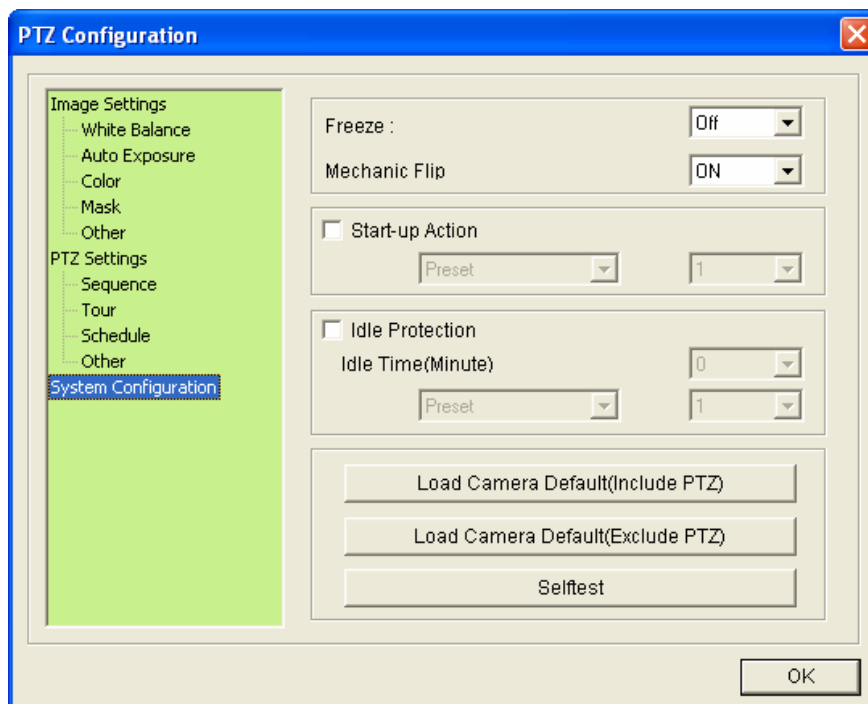 PTZ Configuration
Image Settings
White Balance
Auto Exposure
Color
Mask
Other
PTZ Settings
Sequence
Tour
Schedule
Other
System Configuration
Freeze : Off
Mechanic Flip ON
Start-up Action
Preset 1
Idle Protection
Idle Time(Minute) 0
Preset 1
Load Camera Default(Include PTZ)
Load Camera Default(Exclude PTZ)
Selftest
OK